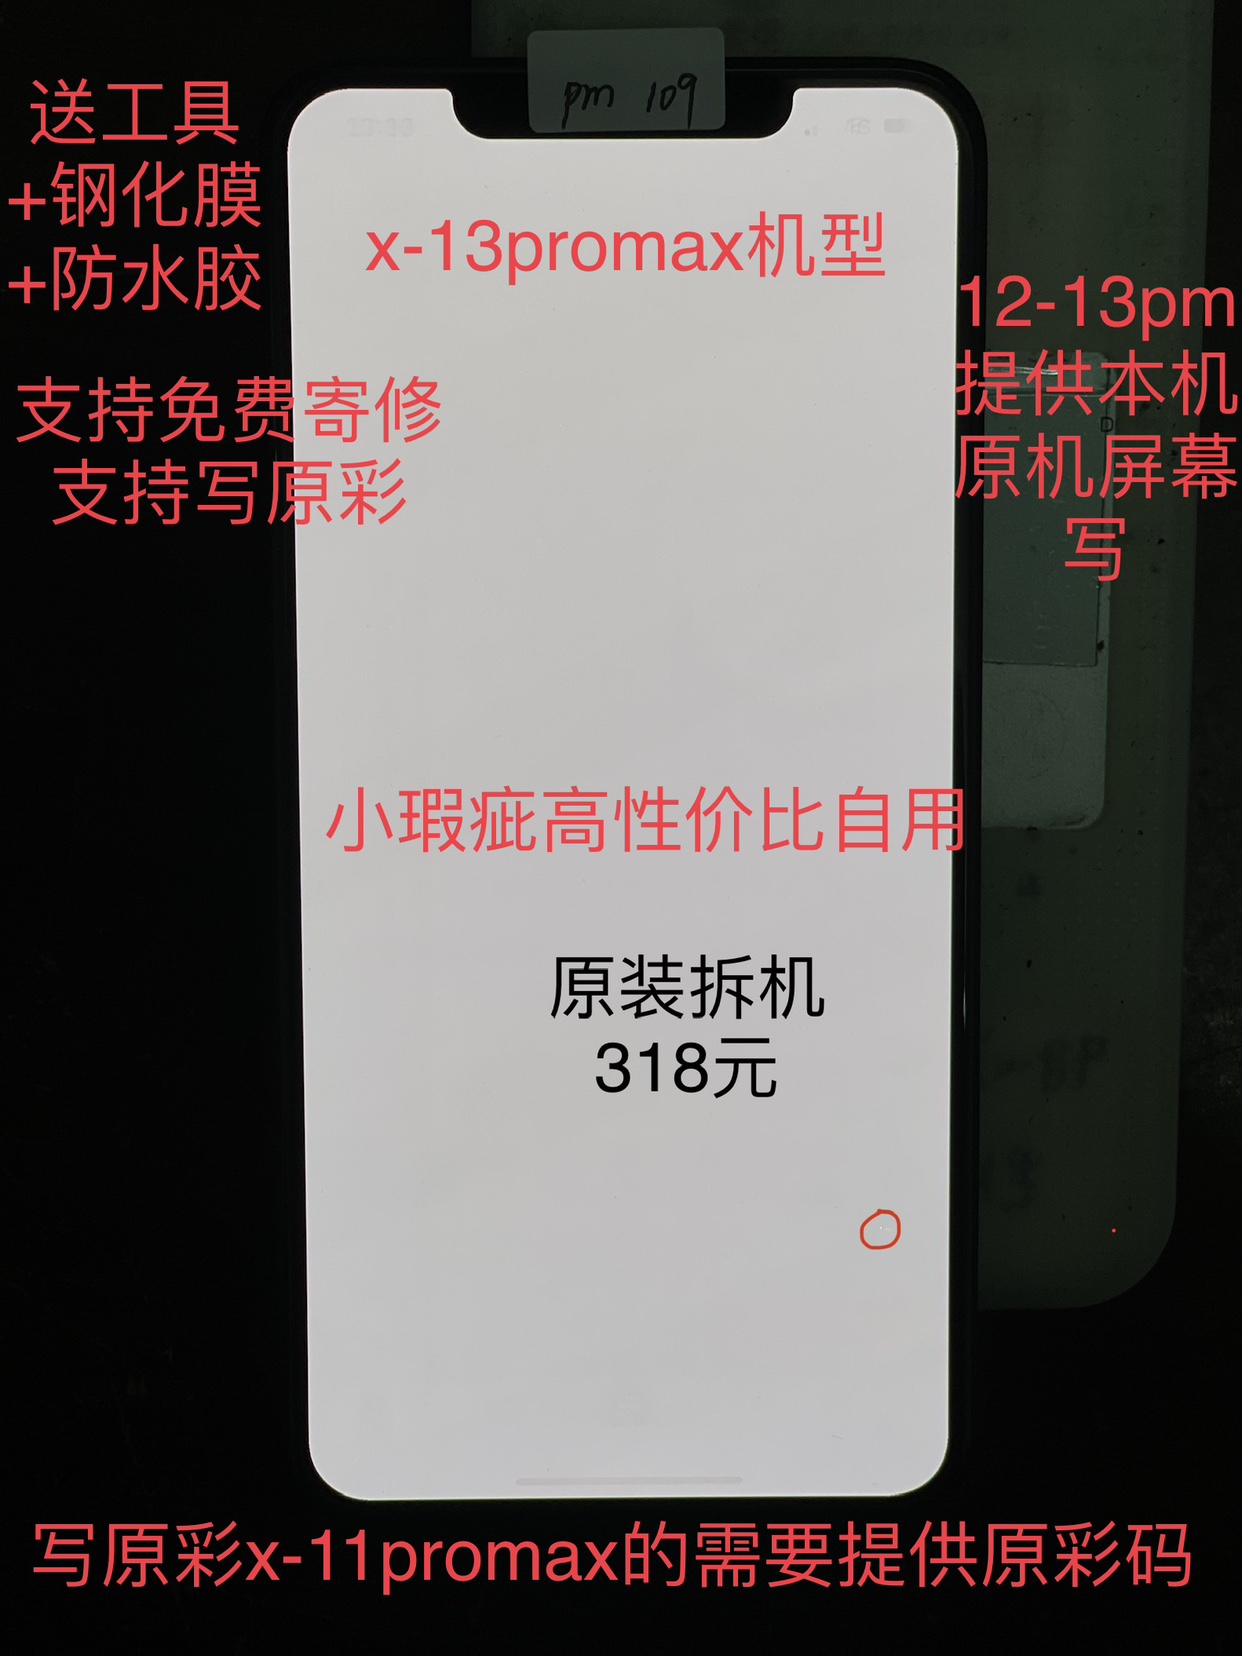 pm 109
送工具
+钢化膜
+防水胶
x-13promax机型
12-13pm
提供本机
原机屏幕
写
支持免费寄修
支持写原彩
小瑕疵高性价比自用
原装拆机
318元
写原彩x-11promax的需要提供原彩码